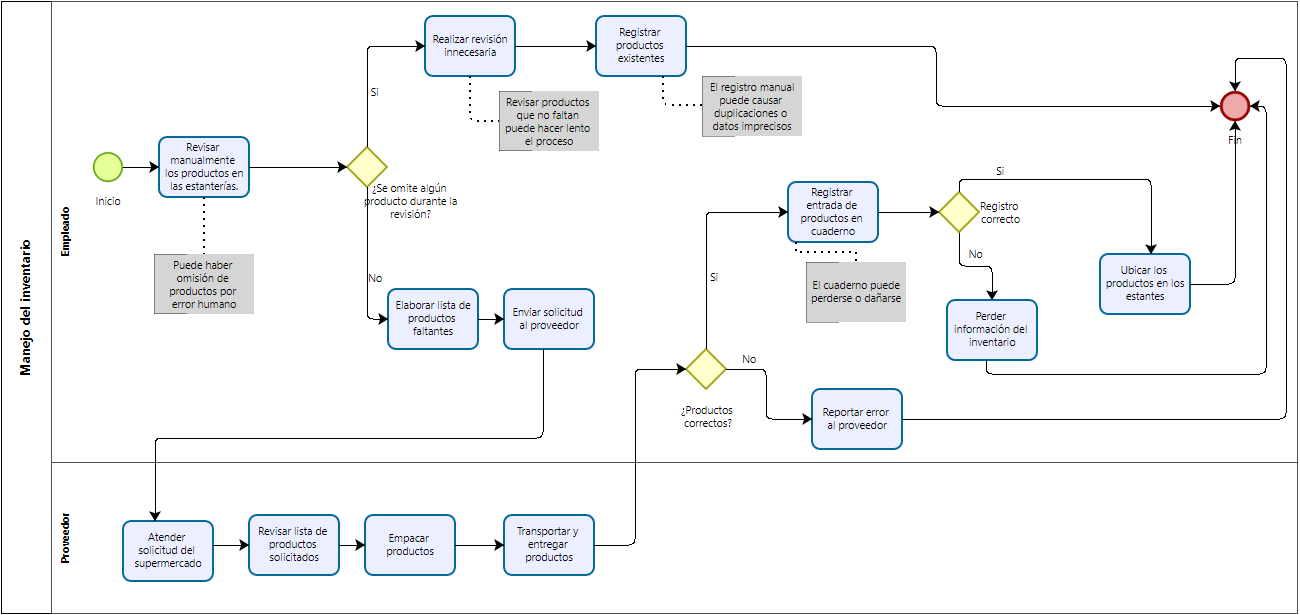 Manejo del inventario
Empleado
Inicio
Revisar
manualmente
los productos en
las estanterías.
Puede haber
omisión de
productos por
error humano
¿Se omite algún
producto durante la
revisión?
Si
Realizar revisión
innecesaria
Revisar productos
que no faltan
puede hacer lento
el proceso
Registrar
productos
existentes
El registro manual
puede causar
duplicaciones o
datos imprecisos
Fin
No
Elaborar lista de
productos
faltantes
Enviar solicitud
al proveedor
¿Productos
correctos?
Si
Registrar
entrada de
productos en
cuaderno
El cuaderno puede
perderse o dañarse
Registro
correcto
Si
Ubicar los
productos en los
estantes
No
Perder
información del
inventario
No
Reportar error
al proveedor
Proveedor
Atender
solicitud del
supermercado
Revisar lista de
productos
solicitados
Empacar
productos
Transportar y
entregar
productos